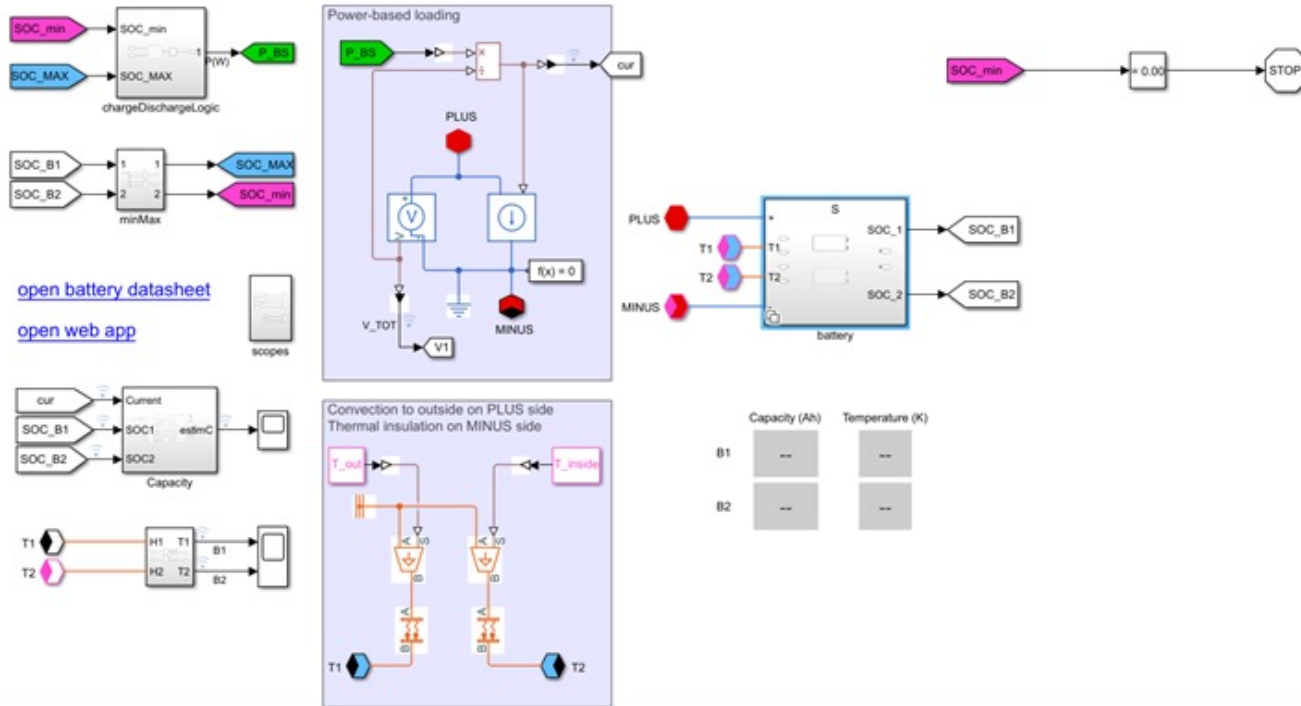 SOC_min
SOC_min
SOC_MAX
SOC_MAX
1
P(W)
P_BS
chargeDischargeLogic
SOC_B1
1
1
SOC_MAX
SOC_B2
2
2
SOC_min
minMax
open battery datasheet
open web app
scopes
cur
Current
SOC_B1
SOC1
estimC
SOC_B2
SOC2
Capacity
T1
H1
T1
B1
T2
H2
T2
B2
Power-based loading
P_BS
×
÷
cur
PLUS
+
V
V
-
f(x) = 0
MINUS
V_TOT
V1
Convection to outside on PLUS side
Thermal insulation on MINUS side
T_out
T_inside
A
S
A
S
B
B
A
A
B
B
T1
T2
SOC_min
= 0.00
STOP
S
PLUS
+
SOC_1
SOC_B1
T1
T1
T2
T2
SOC_2
SOC_B2
MINUS
-
battery
Capacity (Ah)
Temperature (K)
B1
--
--
B2
--
--